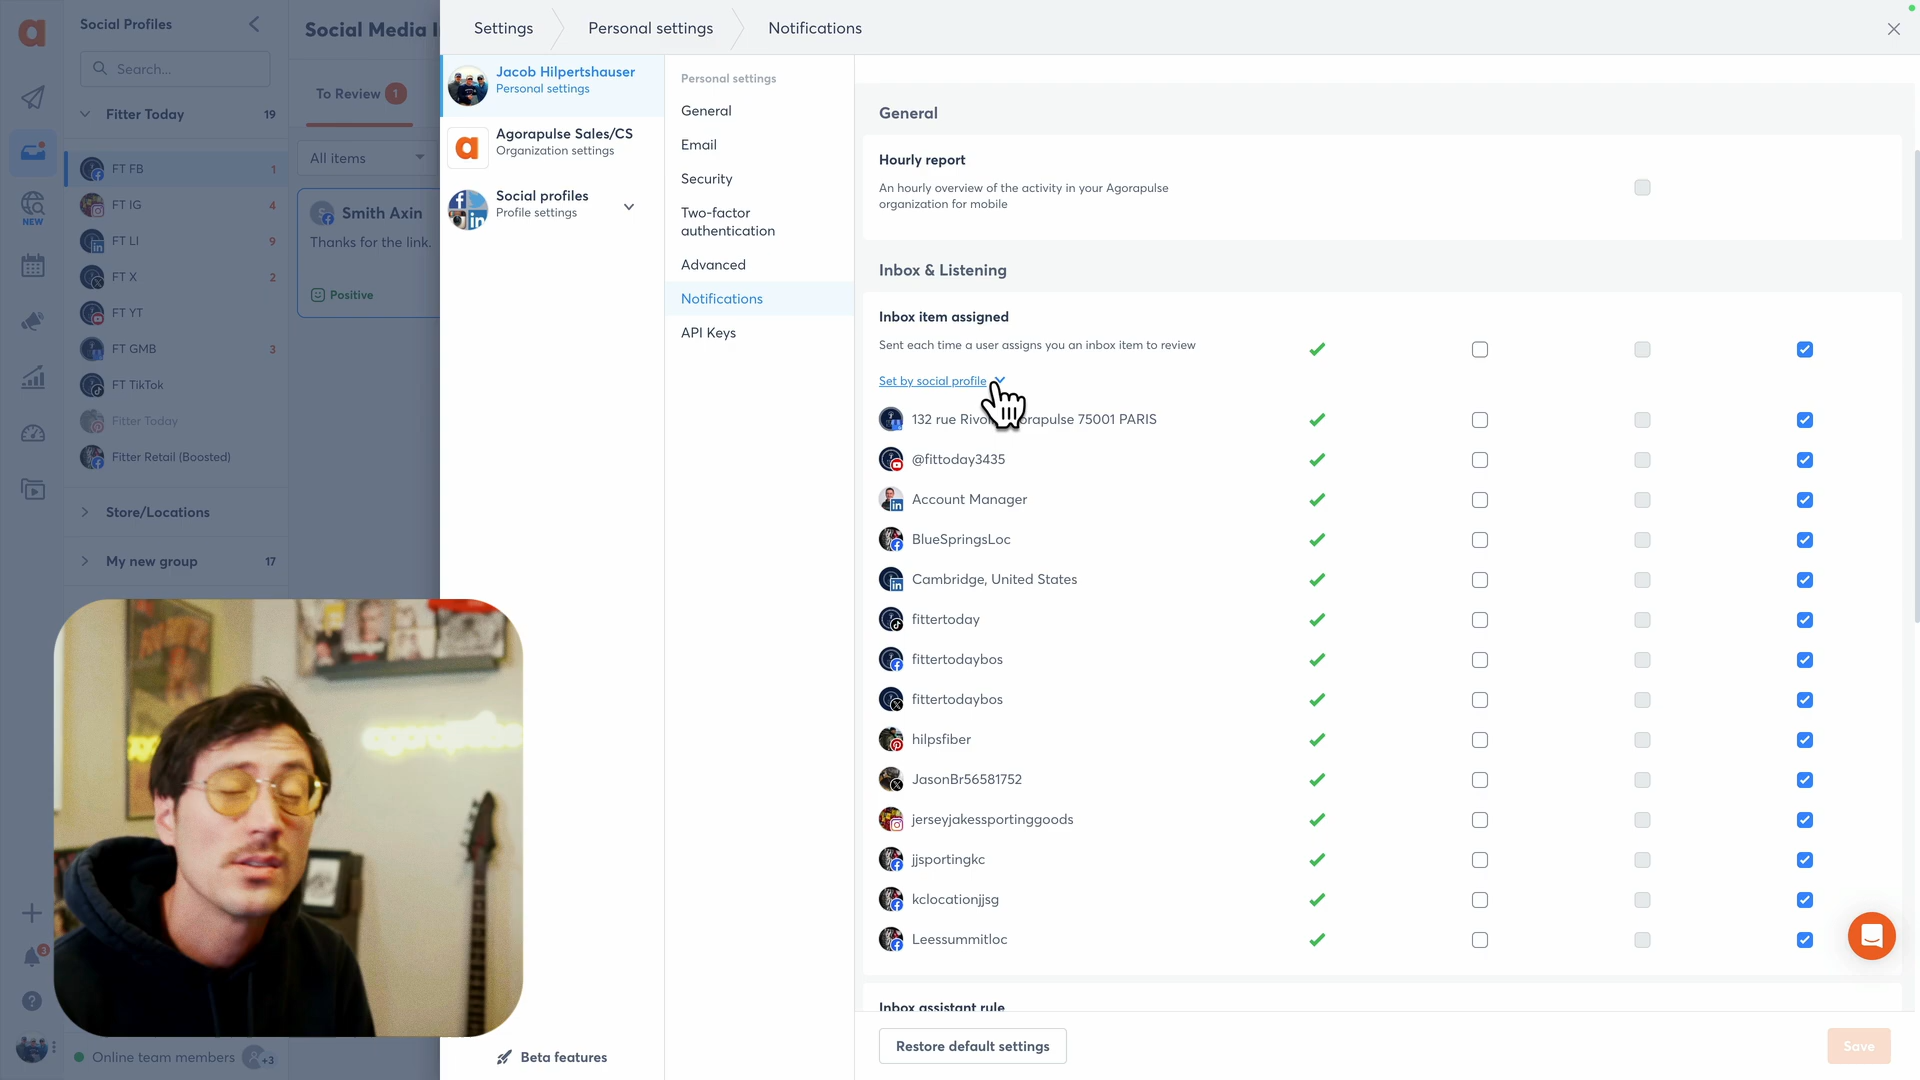 Social Profiles
Search...
Fitter Today 19
FT FB 1
FT IG 4
FT LI 9
FT X 2
FT YT
FT GMB 3
FT TikTok
Fitter Today
Fitter Retail (Boosted)
Store/Locations
My new group 17
NEW
3
Online team members +3
Social Media I
To Review 1
All items
Smith Axin
Thanks for the link.
Positive
Settings
Personal settings
Notifications
Jacob Hilpertshauser
Personal settings
Agorapulse Sales/CS
Organization settings
Social profiles
Profile settings
Beta features
Personal settings
General
Email
Security
Two-factor
authentication
Advanced
Notifications
API Keys
General
Hourly report
An hourly overview of the activity in your Agorapulse
organization for mobile
Inbox & Listening
Inbox item assigned
Sent each time a user assigns you an inbox item to review
Set by social profile
132 rue Rivo orapulse 75001 PARIS
@fittoday3435
Account Manager
BlueSpringsLoc
Cambridge, United States
fittertoday
fittertodaybos
fittertodaybos
hilpsfiber
JasonBr56581752
jerseyjakessportinggoods
jjsportingkc
kclocationjjsg
Leessummitloc
Inbox assistant rule
Restore default settings
Save